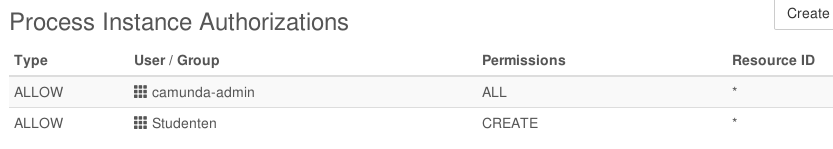 Process Instance Authorizations
Create
Type User / Group Permissions Resource ID
ALLOW camunda-admin ALL *
ALLOW Studenten CREATE *